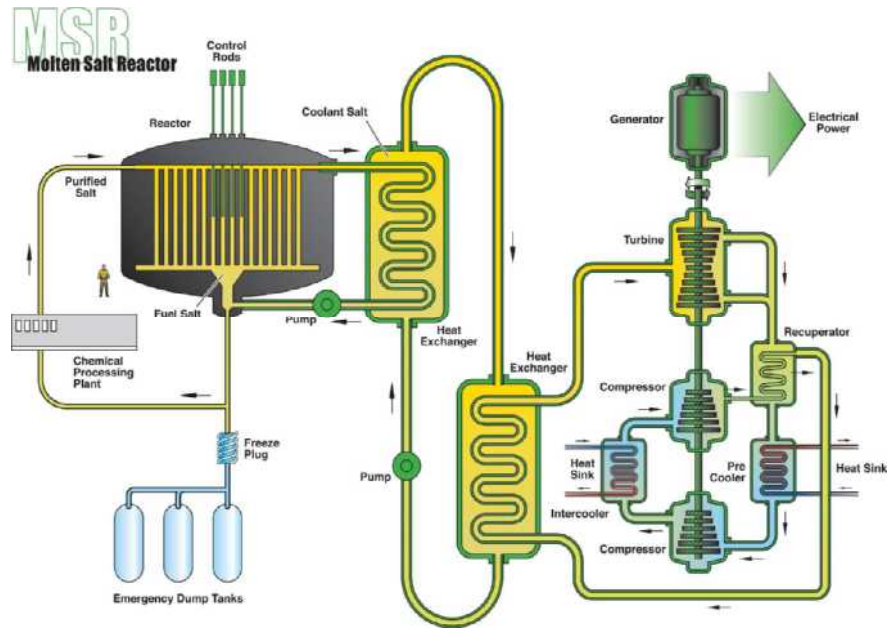 MSR
Molten Salt Reactor
Control
Rods
Reactor
Coolant Salt
Purified
Salt
Fuel Salt
Pump
Heat
Exchanger
Chemical
Processing
Plant
Freeze
Plug
Emergency Dump Tanks
Pump
Heat
Exchanger
Generator
Electrical
Power
Turbine
Recuperator
Compressor
Heat
Sink
Intercooler
Pre
Cooler
Heat Sink
Compressor